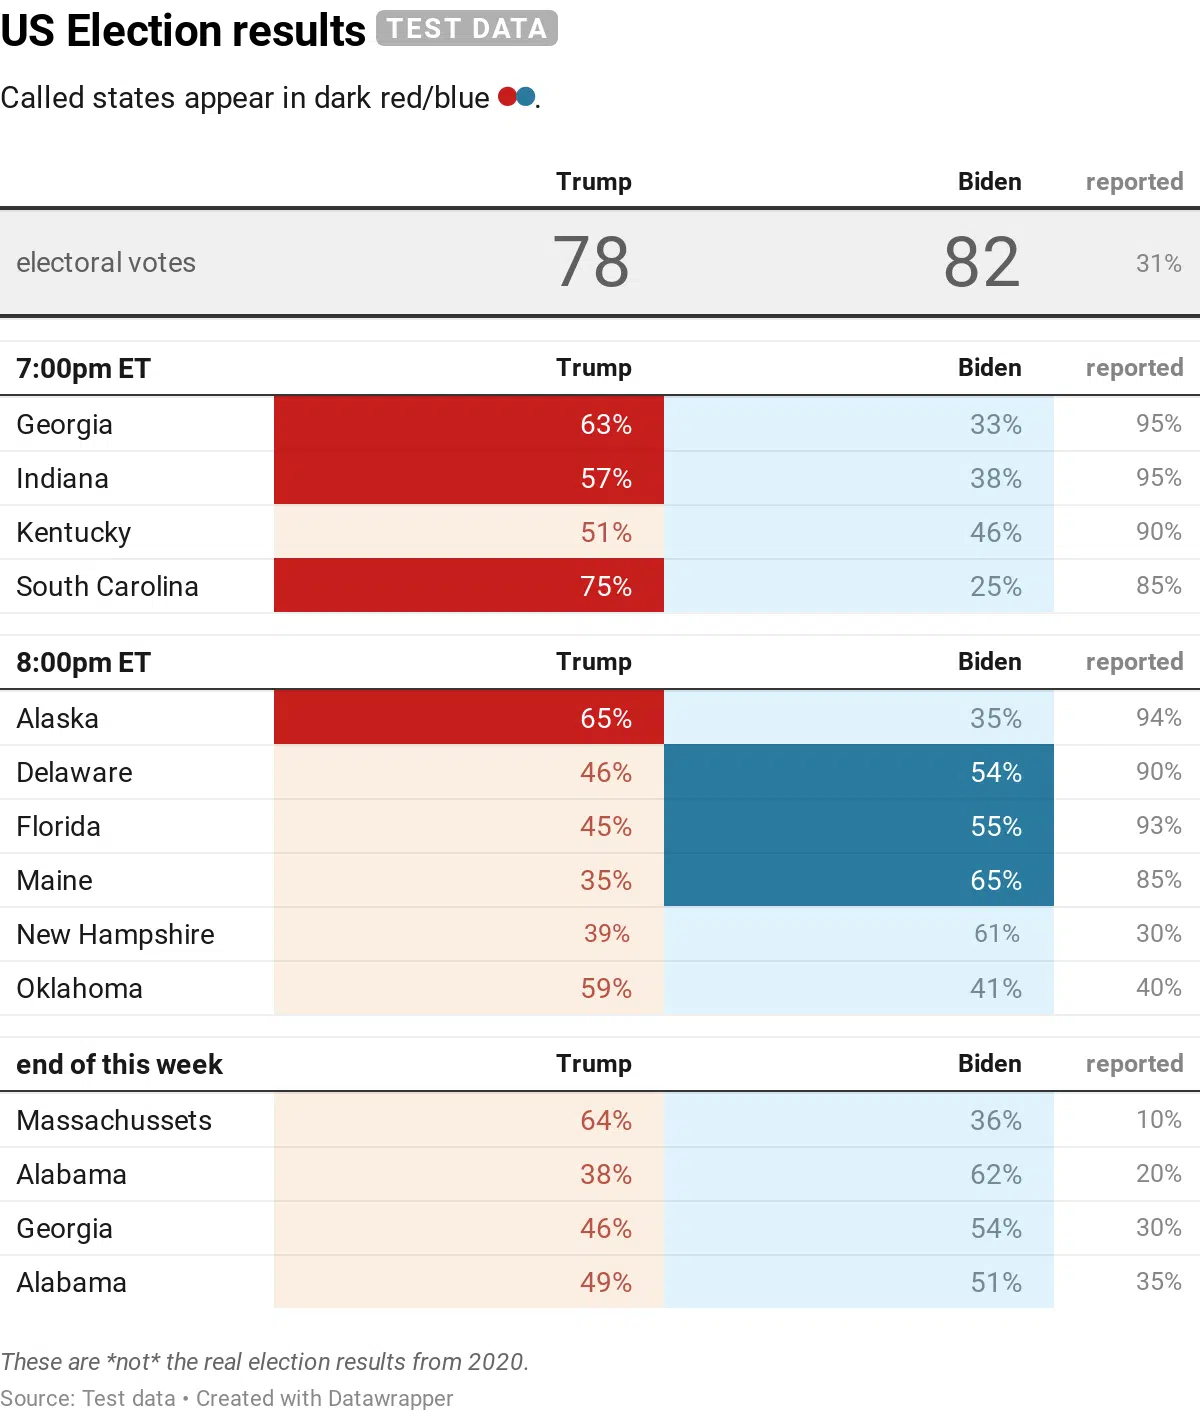 US Election results TEST DATA
Called states appear in dark red/blue .
Trump Biden reported
electoral votes 78 82 31%
7:00pm ET Trump Biden reported
Georgia 63% 33% 95%
Indiana 57% 38% 95%
Kentucky 51% 46% 90%
South Carolina 75% 25% 85%
8:00pm ET Trump Biden reported
Alaska 65% 35% 94%
Delaware 46% 54% 90%
Florida 45% 55% 93%
Maine 35% 65% 85%
New Hampshire 39% 61% 30%
Oklahoma 59% 41% 40%
end of this week Trump Biden reported
Massachussets 64% 36% 10%
Alabama 38% 62% 20%
Georgia 46% 54% 30%
Alabama 49% 51% 35%
These are *not* the real election results from 2020.
Source: Test data • Created with Datawrapper